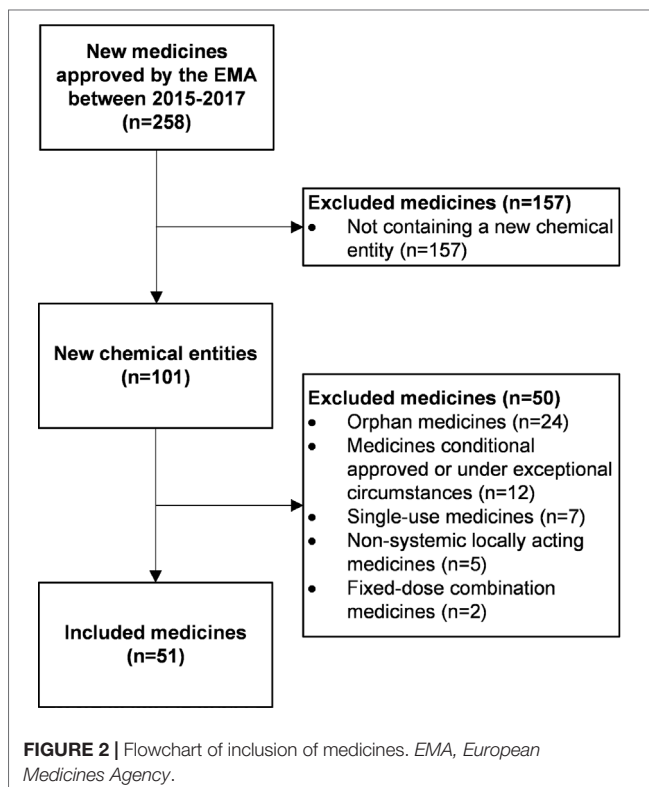 New medicines
approved by the EMA
between 2015-2017
(n=258)
Excluded medicines (n=157)
• Not containing a new chemical
entity (n=157)
New chemical entities
(n=101)
Excluded medicines (n=50)
• Orphan medicines (n=24)
• Medicines conditional
approved or under exceptional
circumstances (n=12)
• Single-use medicines (n=7)
• Non-systemic locally acting
medicines (n=5)
• Fixed-dose combination
medicines (n=2)
Included medicines
(n=51)
FIGURE 2 | Flowchart of inclusion of medicines. EMA, European
Medicines Agency.